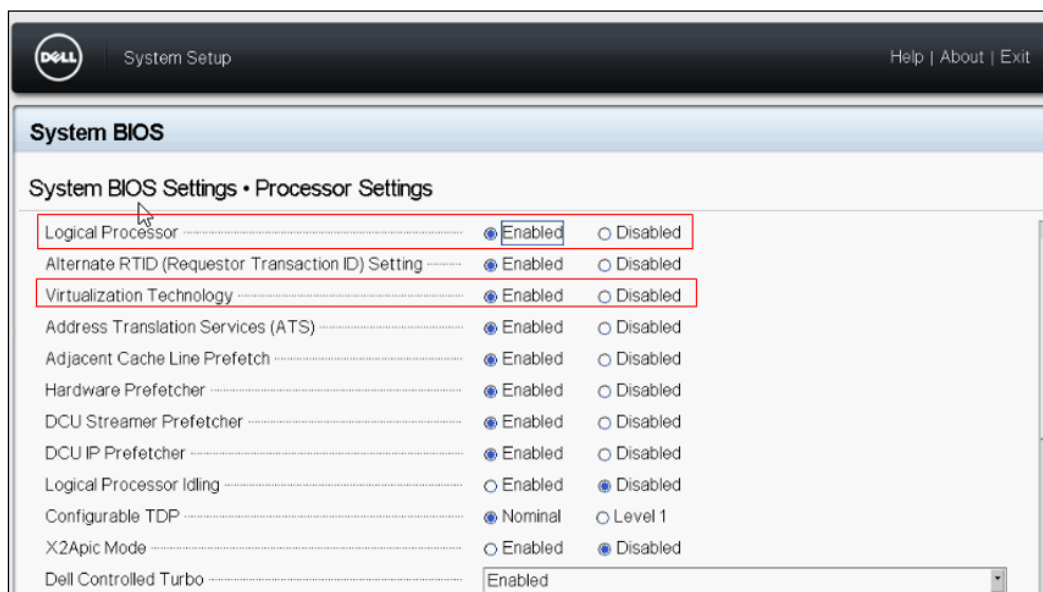 DELL System Setup Help | About | Exit
System BIOS
System BIOS Settings • Processor Settings
Logical Processor Enabled Disabled
Alternate RTID (Requestor Transaction ID) Setting Enabled Disabled
Virtualization Technology Enabled Disabled
Address Translation Services (ATS) Enabled Disabled
Adjacent Cache Line Prefetch Enabled Disabled
Hardware Prefetcher Enabled Disabled
DCU Streamer Prefetcher Enabled Disabled
DCU IP Prefetcher Enabled Disabled
Logical Processor Idling Enabled Disabled
Configurable TDP Nominal Level 1
X2Apic Mode Enabled Disabled
Dell Controlled Turbo Enabled